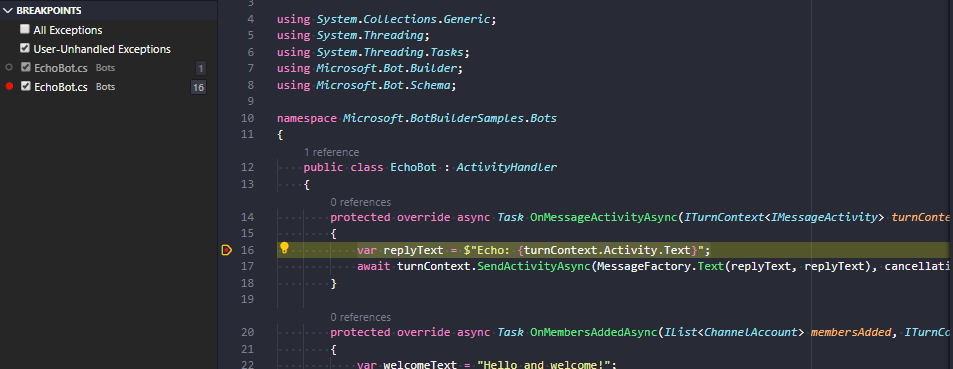 BREAKPOINTS
All Exceptions
User-Unhandled Exceptions
EchoBot.cs Bots 1
EchoBot.cs Bots 16
3
4 using System.Collections.Generic;
5 using System.Threading;
6 using System.Threading.Tasks;
7 using Microsoft.Bot.Builder;
8 using Microsoft.Bot.Schema;
9
10 namespace Microsoft.BotBuilderSamples.Bots
11 {
1 reference
12 public class EchoBot : ActivityHandler
13 {
0 references
14 protected override async Task OnMessageActivityAsync(ITurnContext<IMessageActivity> turnConte
15 {
16 var replyText = $"Echo: {turnContext.Activity.Text}";
17 await turnContext.SendActivityAsync(MessageFactory.Text(replyText, replyText), cancellati
18 }
19
0 references
20 protected override async Task OnMembersAddedAsync(IList<ChannelAccount> membersAdded, ITurnCo
21 {
22 var welcomeText = "Hello and welcome!";